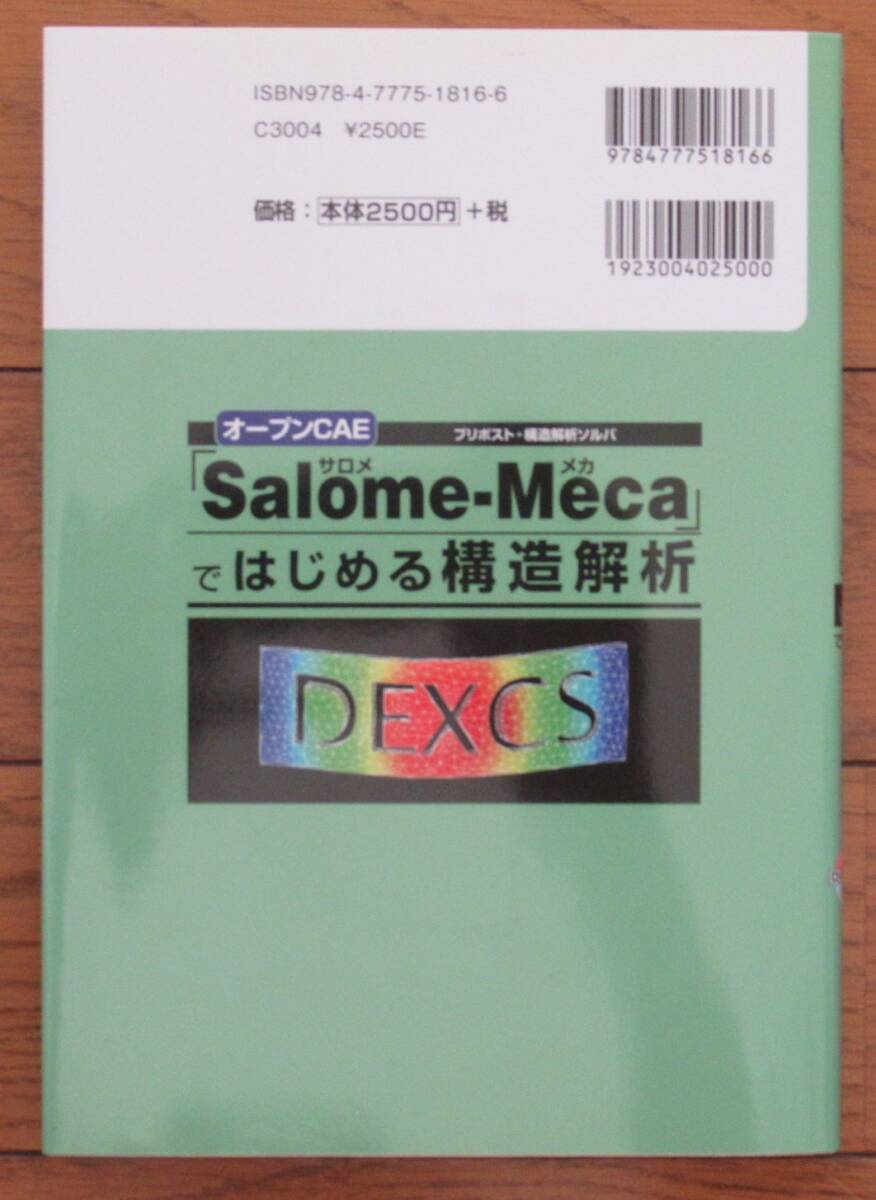 ISBN978-4-7775-1816-6
C3004 ¥2500E
9784777518166
価格：本体2500円＋税
1923004025000
オープンCAE
プリポスト＋構造解析ソルバ
サロメ メカ
「Salome-Meca」
ではじめる構造解析
DEXCS